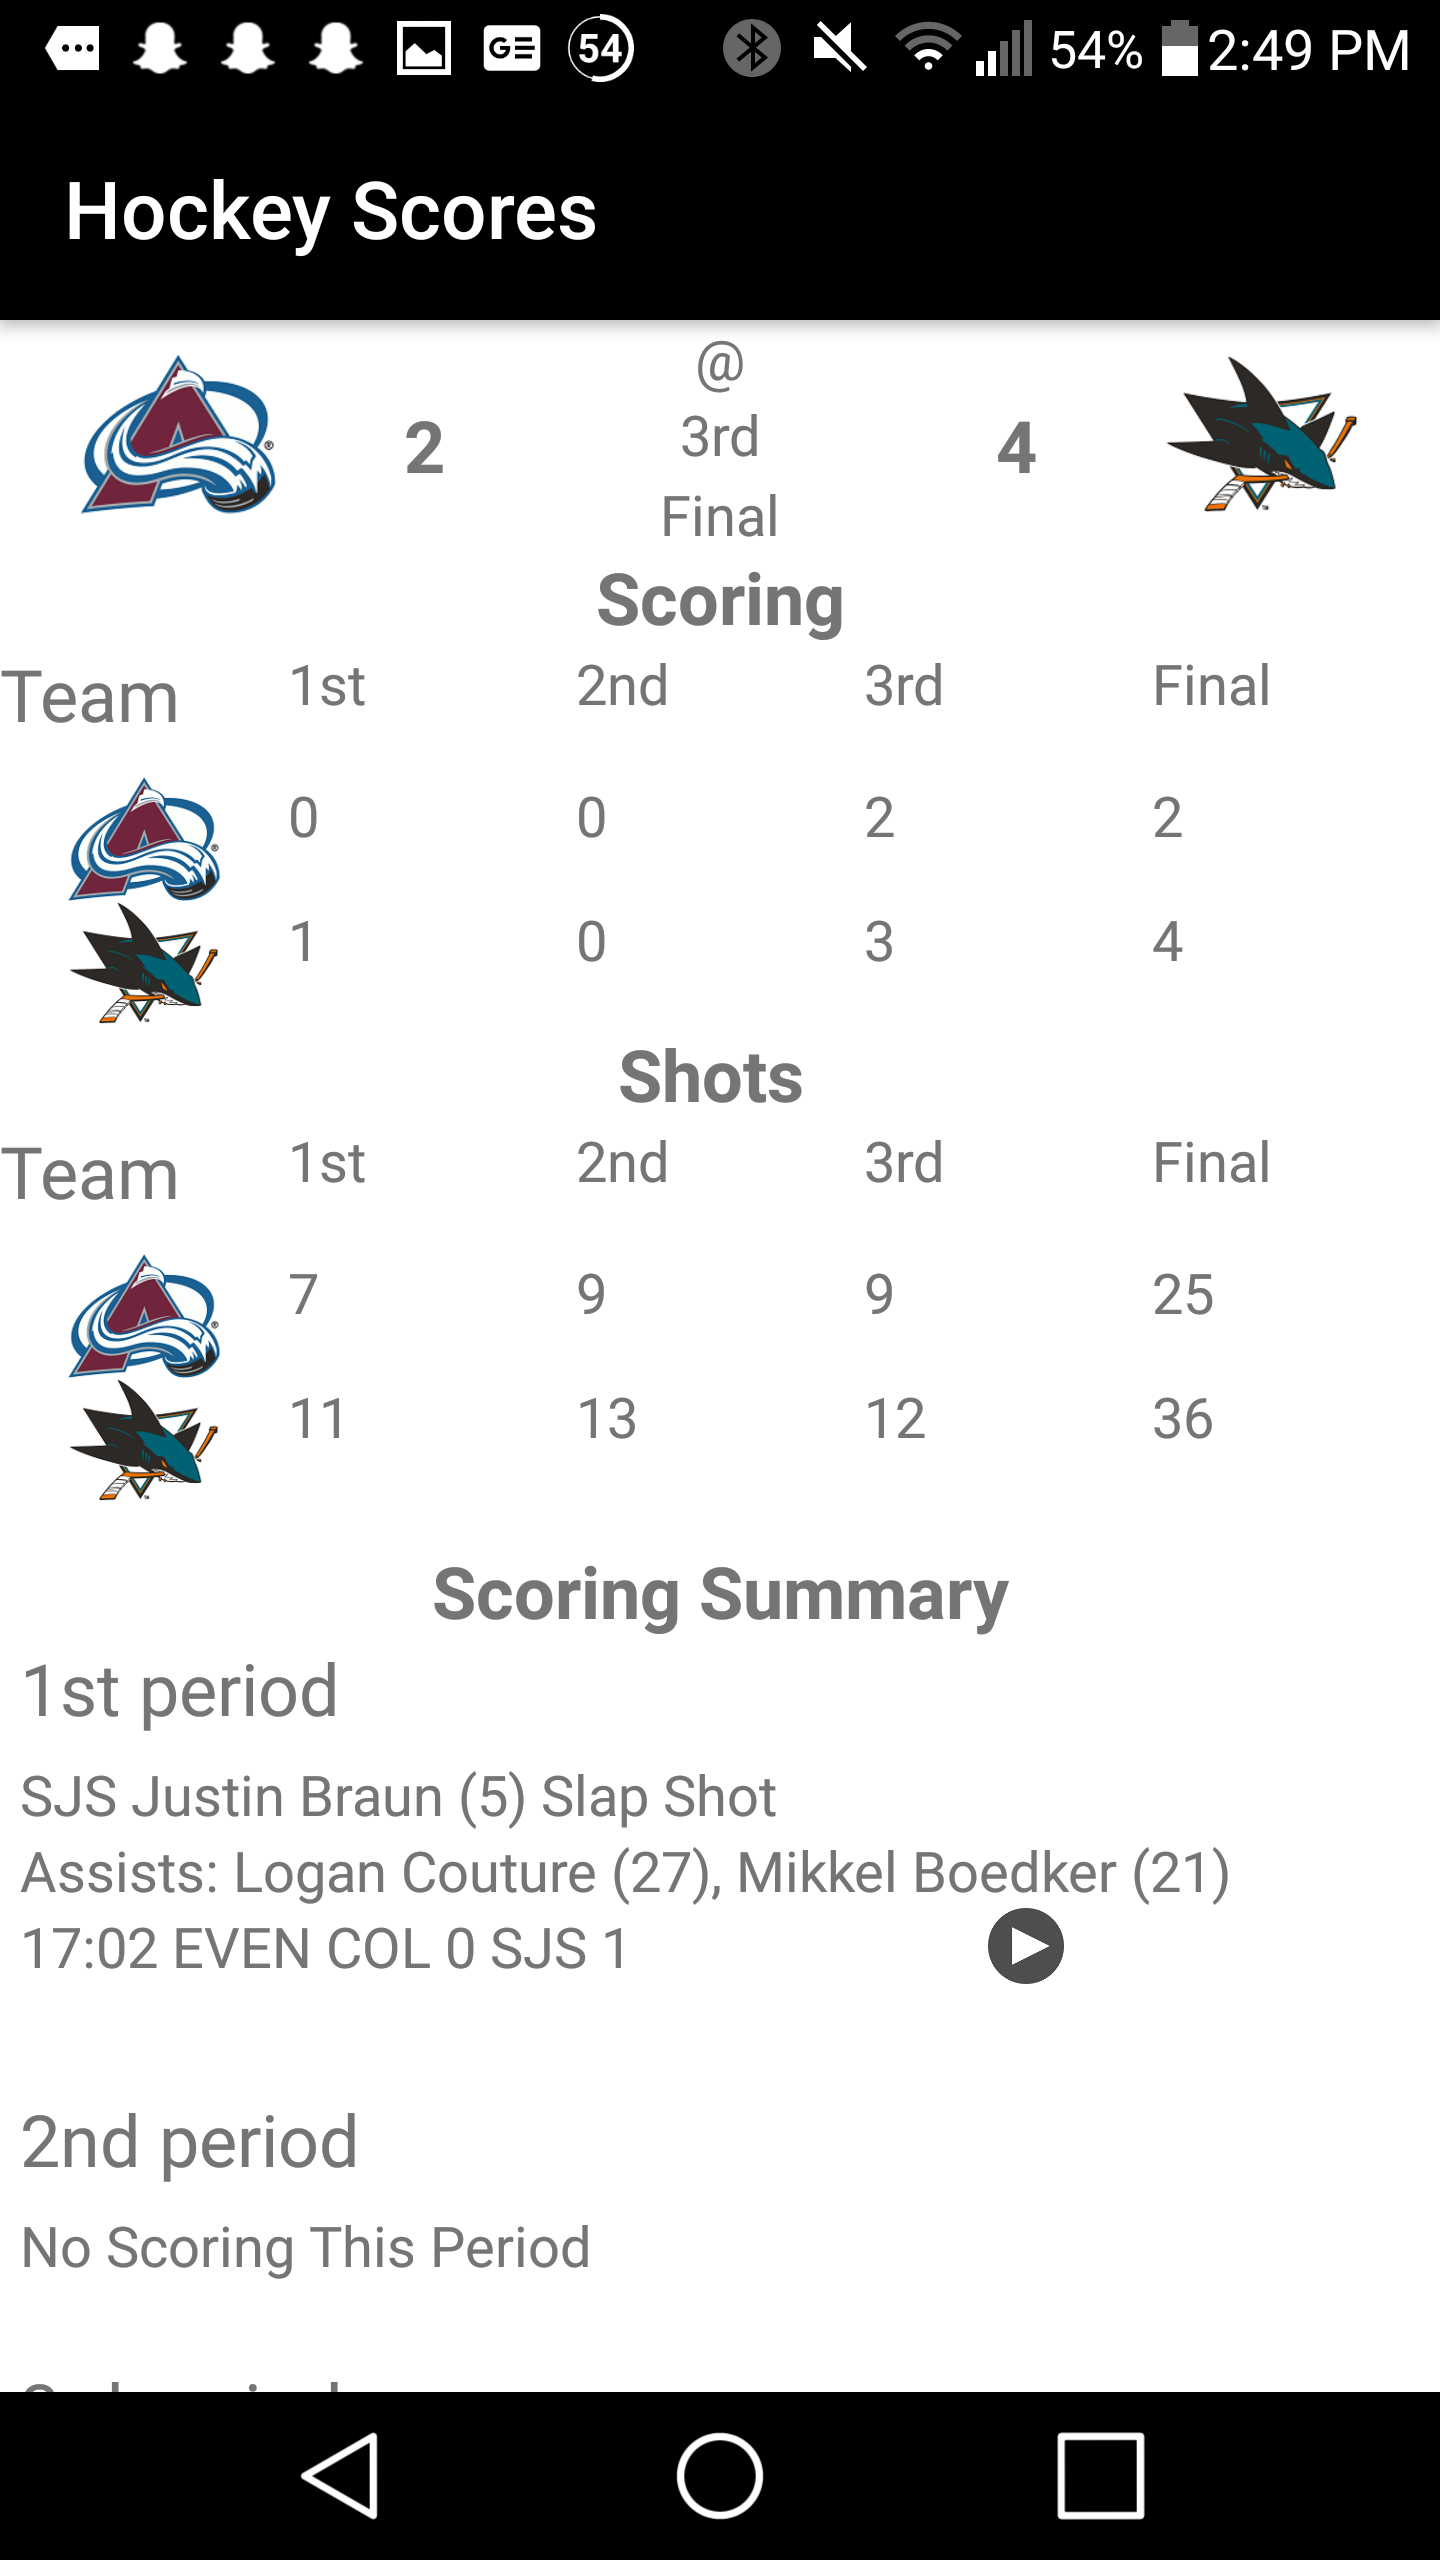 GE 54 54% 2:49 PM
Hockey Scores
@
2 3rd 4
Final
Scoring
Team 1st 2nd 3rd Final
0 0 2 2
1 0 3 4
Shots
Team 1st 2nd 3rd Final
7 9 9 25
11 13 12 36
Scoring Summary
1st period
SJS Justin Braun (5) Slap Shot
Assists: Logan Couture (27), Mikkel Boedker (21)
17:02 EVEN COL 0 SJS 1
2nd period
No Scoring This Period